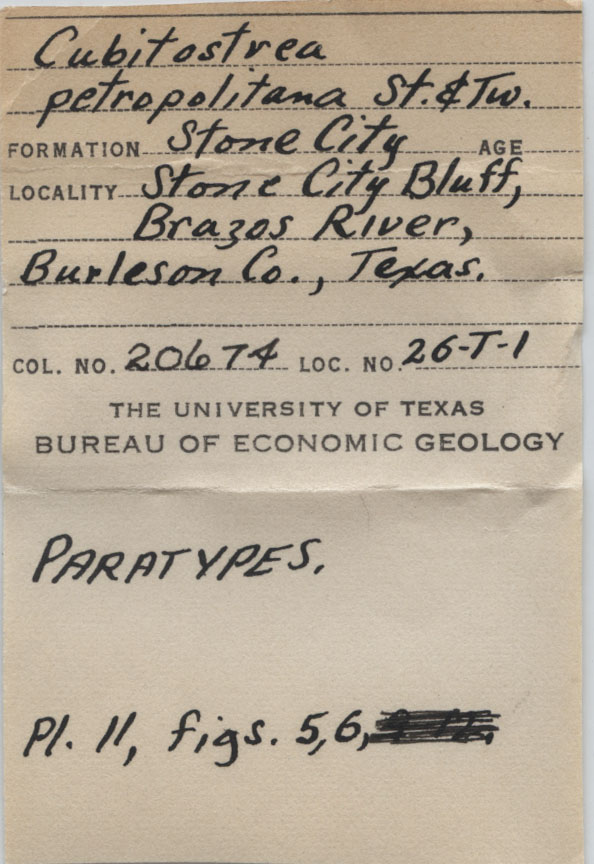 Cubitostrea
petropolitana St. & Tw.
FORMATION Stone City AGE
LOCALITY Stone City Bluff,
Brazos River,
Burleson Co., Texas.
COL. NO. 20674 LOC. NO. 26-T-1
THE UNIVERSITY OF TEXAS
BUREAU OF ECONOMIC GEOLOGY
PARATYPES.
Pl. 11, figs. 5,6,